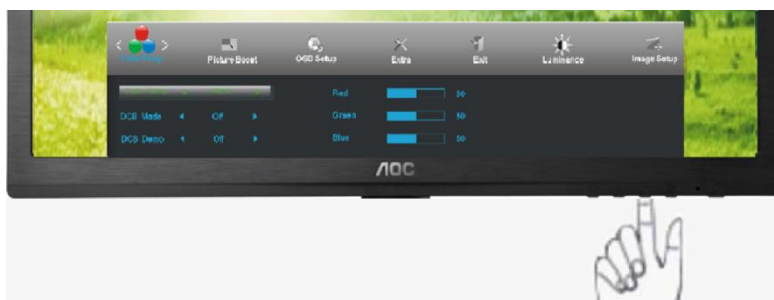 Picture Boost
OSD Setup
Extra
Exit
Luminance
Image Setup
Red 50
DCB Mode Off
Green 50
DCB Demo Off
Blue 50
AOC